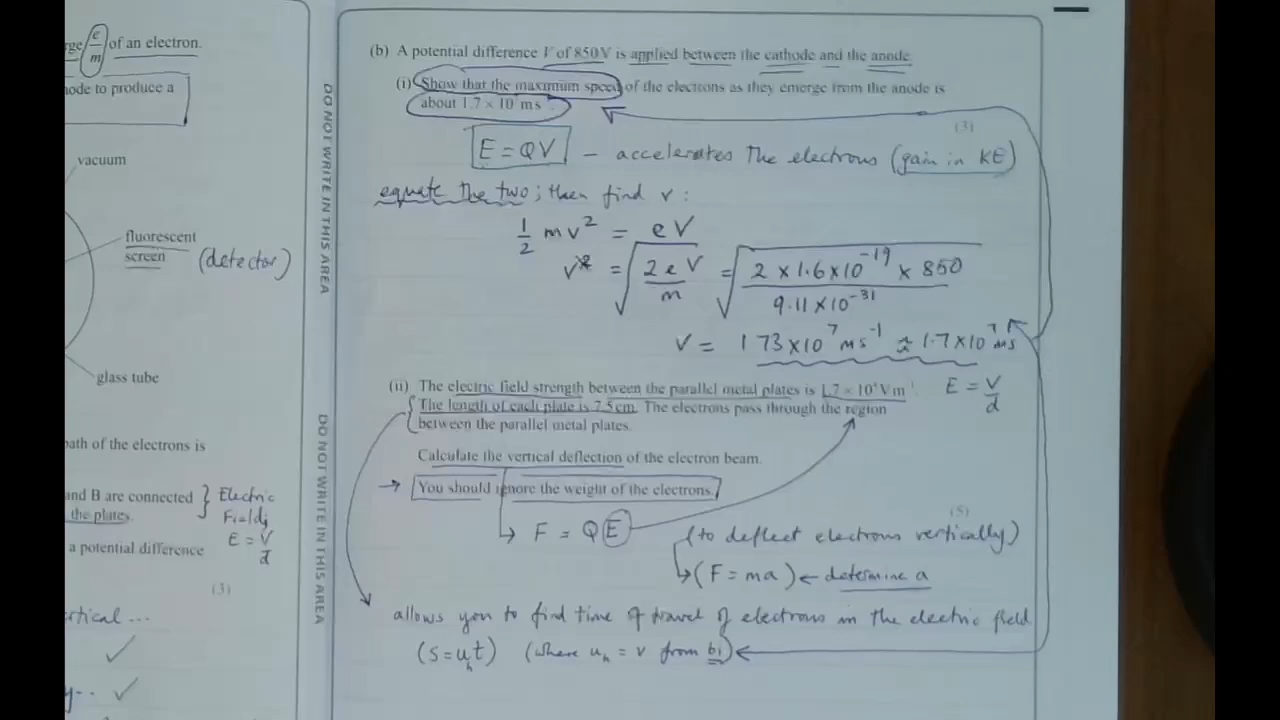 ge e/m of an electron.
node to produce a
vacuum
fluorescent
screen (detector)
glass tube
path of the electrons is
and B are connected } Electric
the plates. Fields
E = V/d
a potential difference
(3)
rtical ... ✓
y-- ✓
DO NOT WRITE IN THIS AREA
DO NOT WRITE IN THIS AREA
(b) A potential difference V of 850 V is applied between the cathode and the anode.
(i) Show that the maximum speed of the electrons as they emerge from the anode is
about 1.7 × 10 ms
(3)
E = QV – accelerates The electrons (gain in KE)
equate the two; then find v :
1/2 mv² = eV
v² = √(2eV/m) = √(2 × 1.6×10⁻¹⁹ × 850 / 9.11×10⁻³¹)
v = 1 73×10⁷ ms⁻¹ ≈ 1.7×10⁷ ms⁻¹
(ii) The electric field strength between the parallel metal plates is 1.7 × 10⁴ V m⁻¹ E = V/d
The length of each plate is 7.5 cm. The electrons pass through the region
between the parallel metal plates.
Calculate the vertical deflection of the electron beam.
→ You should ignore the weight of the electrons.
(5)
↳ F = QE (to deflect electrons vertically)
↳ (F = ma) ← determine a
allows you to find time of travel of electrons in the electric field
(s = uₕt) (where uₕ = v from bi)